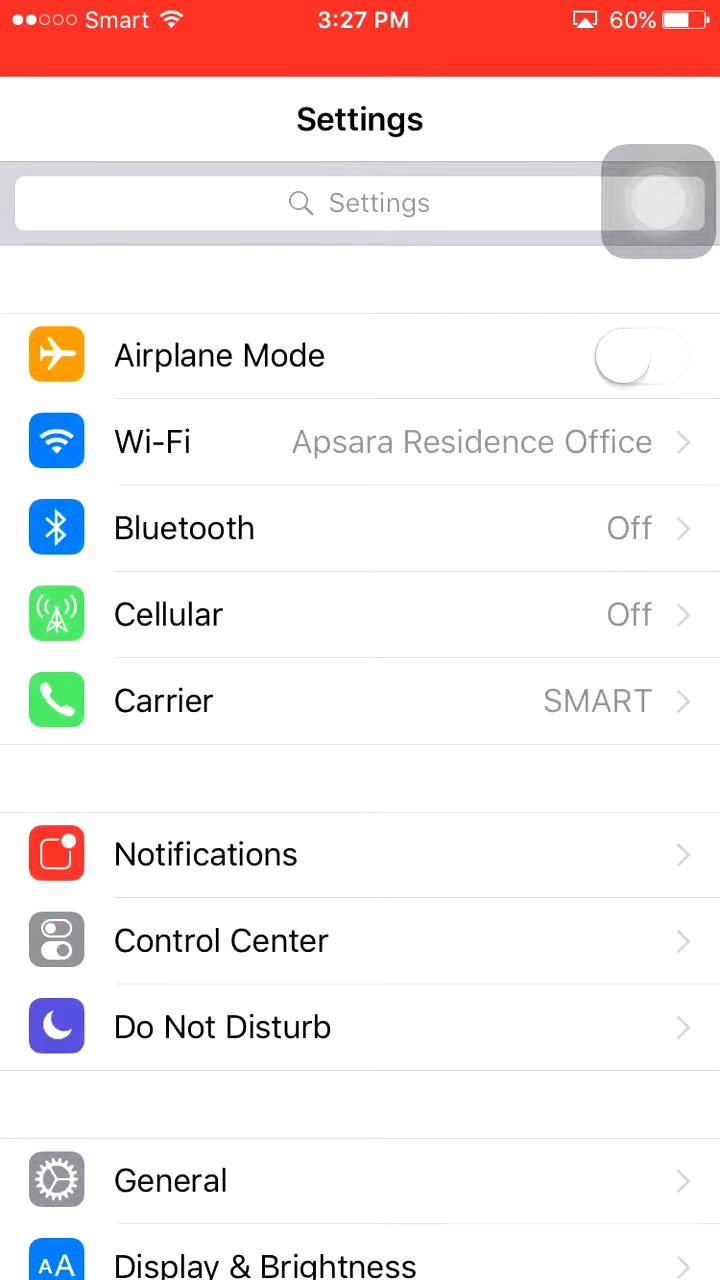 Smart 3:27 PM 60%
Settings
Settings
Airplane Mode
Wi-Fi Apsara Residence Office
Bluetooth Off
Cellular Off
Carrier SMART
Notifications
Control Center
Do Not Disturb
General
AA Display & Brightness